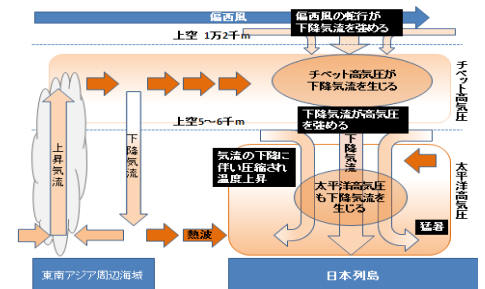 偏西風
偏西風の蛇行が
下降気流を強める
上空 1万2千m
チベット高気圧が
下降気流を生じる
チベット高気圧
下降気流が高気圧
を強める
上空5～6千m
上昇気流
下降気流
気流の下降に
伴い圧縮され
温度上昇
下降気流
太平洋高気圧
も下降気流を
生じる
太平洋高気圧
猛暑
熱波
東南アジア周辺海域
日本列島